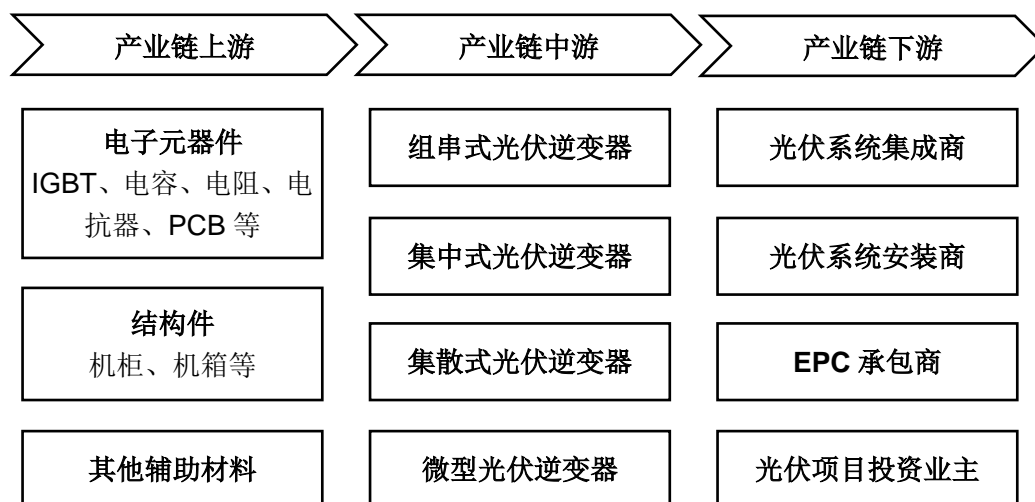 产业链上游
产业链中游
产业链下游
电子元器件
IGBT、电容、电阻、电
抗器、PCB 等
结构件
机柜、机箱等
其他辅助材料
组串式光伏逆变器
集中式光伏逆变器
集散式光伏逆变器
微型光伏逆变器
光伏系统集成商
光伏系统安装商
EPC 承包商
光伏项目投资业主